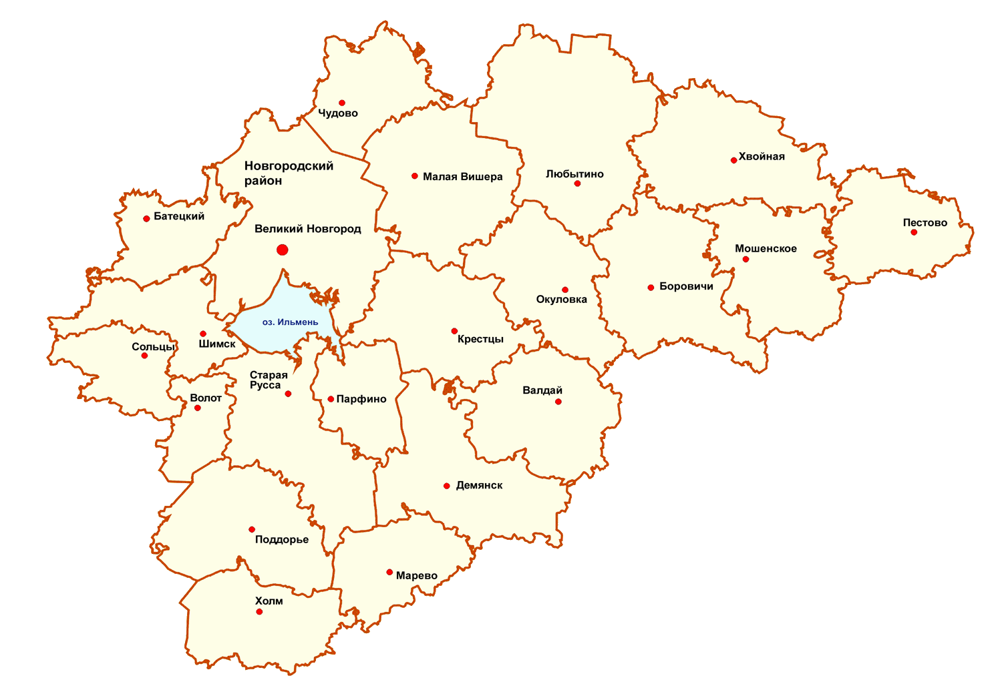 Чудово
Новгородский
район
Малая Вишера
Любытино
Хвойная
Батецкий
Великий Новгород
Пестово
Мошенское
Боровичи
Окуловка
оз. Ильмень
Крестцы
Шимск
Сольцы
Старая
Русса
Валдай
Волот
Парфино
Демянск
Поддорье
Марево
Холм